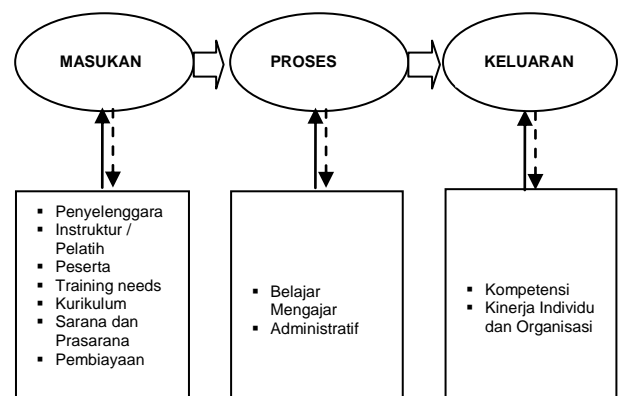 MASUKAN
PROSES
KELUARAN
▪ Penyelenggara
▪ Instruktur /
Pelatih
▪ Peserta
▪ Training needs
▪ Kurikulum
▪ Sarana dan
Prasarana
▪ Pembiayaan
▪ Belajar
Mengajar
▪ Administratif
▪ Kompetensi
▪ Kinerja Individu
dan Organisasi